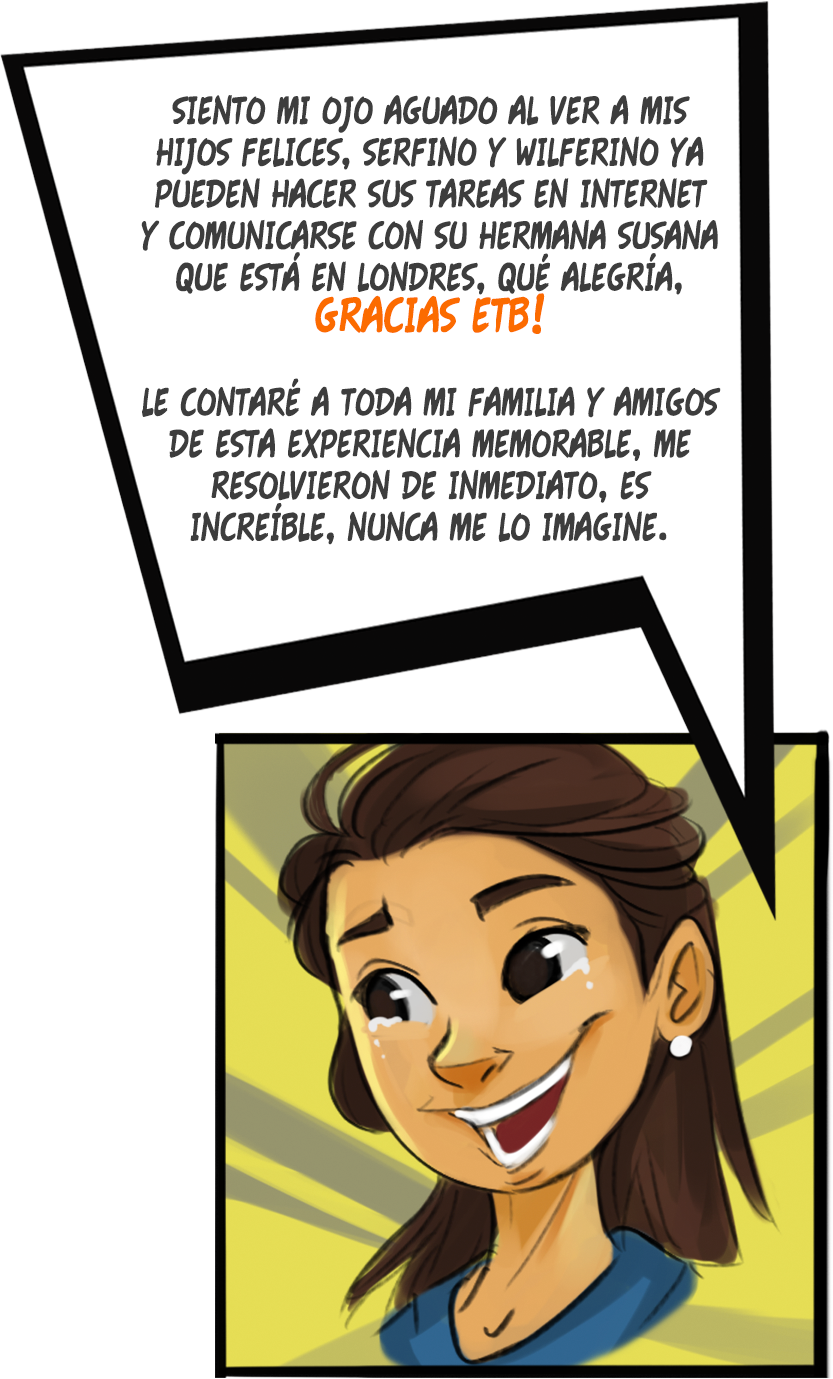 SIENTO MI OJO AGUADO AL VER A MIS
HIJOS FELICES, SERFINO Y WILFERINO YA
PUEDEN HACER SUS TAREAS EN INTERNET
Y COMUNICARSE CON SU HERMANA SUSANA
QUE ESTÁ EN LONDRES, QUÉ ALEGRÍA,
GRACIAS ETB!
LE CONTARÉ A TODA MI FAMILIA Y AMIGOS
DE ESTA EXPERIENCIA MEMORABLE, ME
RESOLVIERON DE INMEDIATO, ES
INCREÍBLE, NUNCA ME LO IMAGINE.